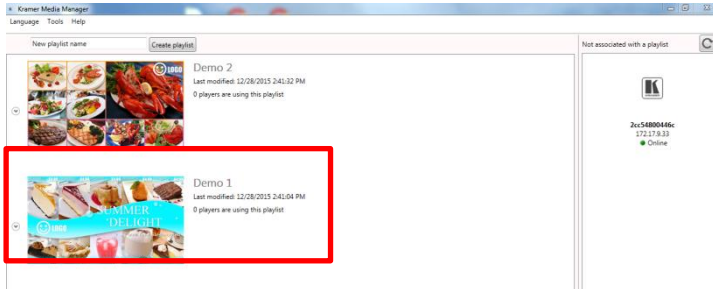 Kramer Media Manager
Language Tools Help
New playlist name
Create playlist
Not associated with a playlist
LOGO
Demo 2
Last modified: 12/28/2015 2:41:32 PM
0 players are using this playlist
K
2cc54800446c
172.17.9.33
Online
Demo 1
Last modified: 12/28/2015 2:41:04 PM
0 players are using this playlist
SUMMER
DELIGHT
LOGO